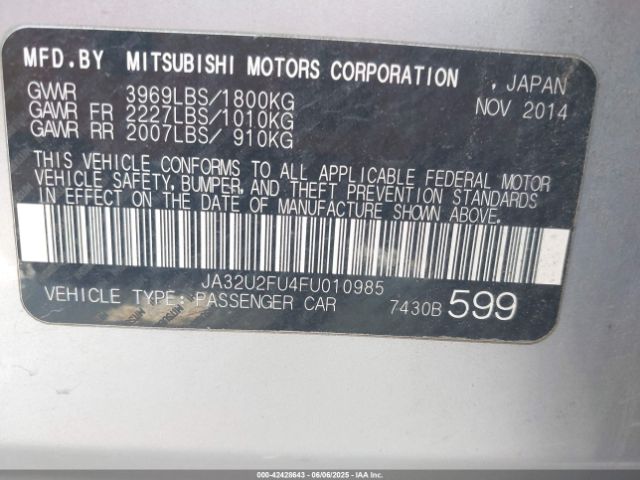 MFD.BY MITSUBISHI MOTORS CORPORATION , JAPAN
GVWR 3969LBS/1800KG NOV 2014
GAWR FR 2227LBS/1010KG
GAWR RR 2007LBS/ 910KG
THIS VEHICLE CONFORMS TO ALL APPLICABLE FEDERAL MOTOR
VEHICLE SAFETY, BUMPER, AND THEFT PREVENTION STANDARDS
IN EFFECT ON THE DATE OF MANUFACTURE SHOWN ABOVE.
JA32U2FU4FU010985
VEHICLE TYPE: PASSENGER CAR 7430B 599
000-42428643 - 06/06/2025 - IAA, Inc.